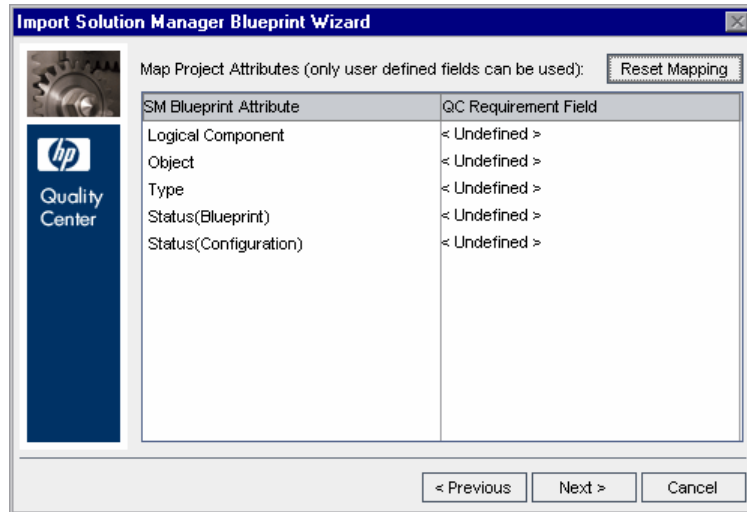 Import Solution Manager Blueprint Wizard
Map Project Attributes (only user defined fields can be used):
Reset Mapping
SM Blueprint Attribute QC Requirement Field
Logical Component < Undefined >
Object < Undefined >
Type < Undefined >
Status(Blueprint) < Undefined >
Status(Configuration) < Undefined >
hp
Quality
Center
< Previous Next > Cancel